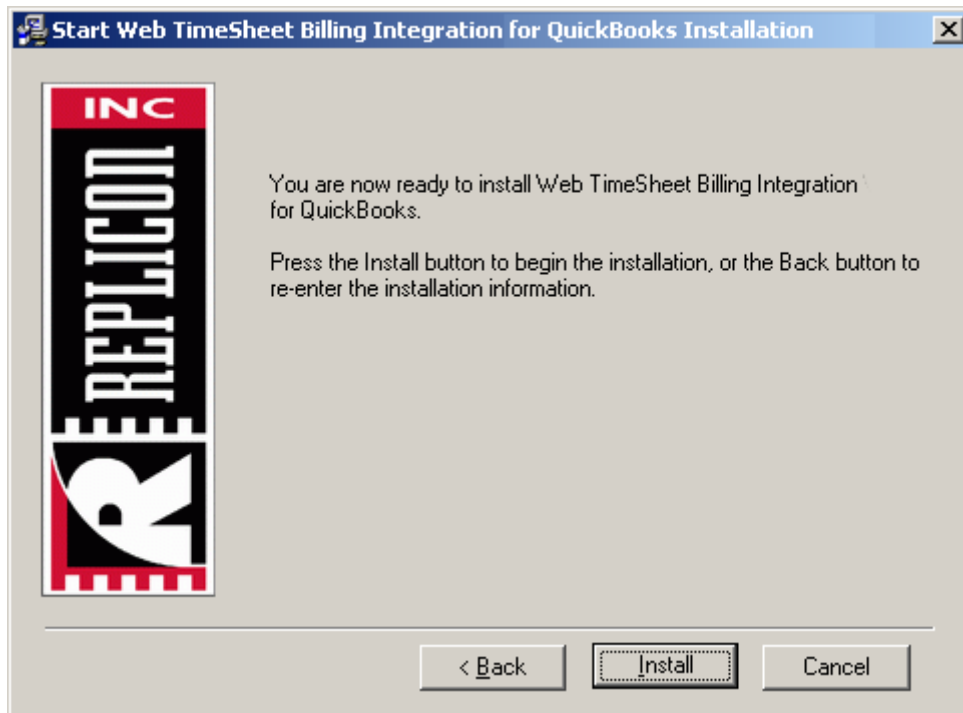 Start Web TimeSheet Billing Integration for QuickBooks Installation
INC
REPLICON
R
You are now ready to install Web TimeSheet Billing Integration
for QuickBooks.
Press the Install button to begin the installation, or the Back button to
re-enter the installation information.
< Back
Install
Cancel